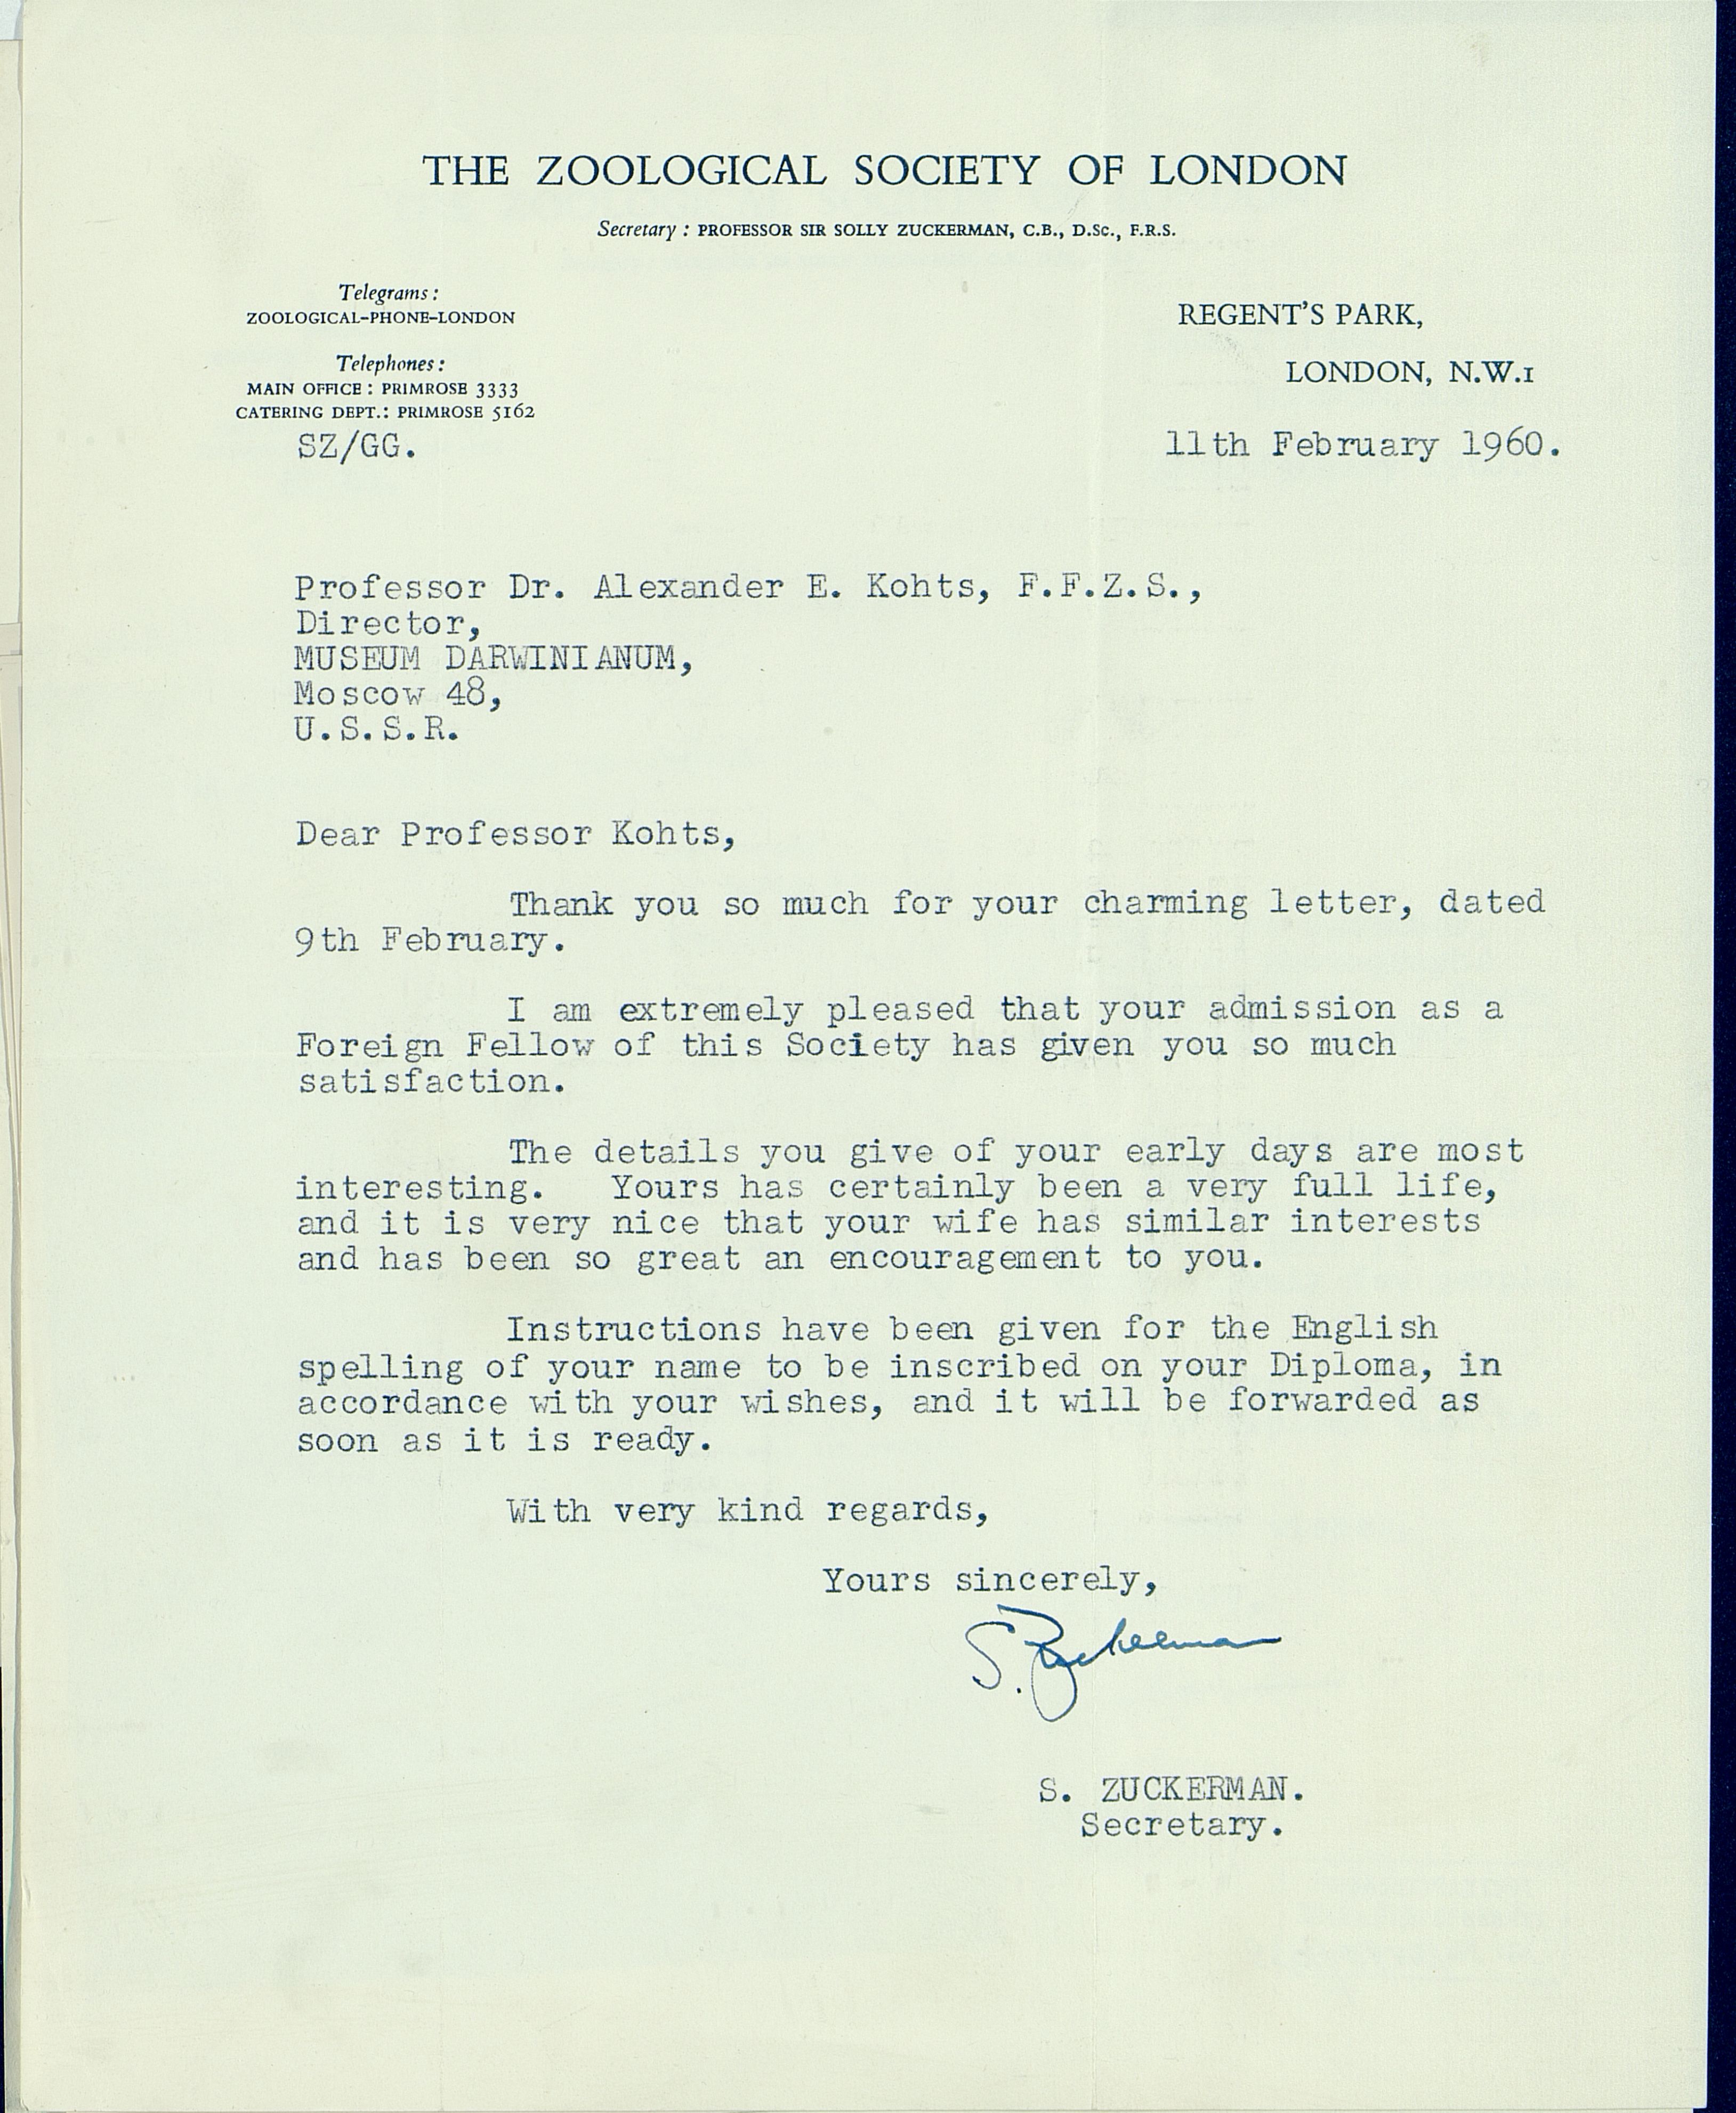 THE ZOOLOGICAL SOCIETY OF LONDON
Secretary : PROFESSOR SIR SOLLY ZUCKERMAN, C.B., D.Sc., F.R.S.
Telegrams :
ZOOLOGICAL-PHONE-LONDON
Telephones :
MAIN OFFICE : PRIMROSE 3333
CATERING DEPT.: PRIMROSE 5162
SZ/GG.
REGENT'S PARK,
LONDON, N.W.1
11th February 1960.
Professor Dr. Alexander E. Kohts, F.F.Z.S.,
Director,
MUSEUM DARWINIANUM,
Moscow 48,
U.S.S.R.
Dear Professor Kohts,
Thank you so much for your charming letter, dated
9th February.
I am extremely pleased that your admission as a
Foreign Fellow of this Society has given you so much
satisfaction.
The details you give of your early days are most
interesting. Yours has certainly been a very full life,
and it is very nice that your wife has similar interests
and has been so great an encouragement to you.
Instructions have been given for the English
spelling of your name to be inscribed on your Diploma, in
accordance with your wishes, and it will be forwarded as
soon as it is ready.
With very kind regards,
Yours sincerely,
S. Zuckerman
S. ZUCKERMAN.
Secretary.